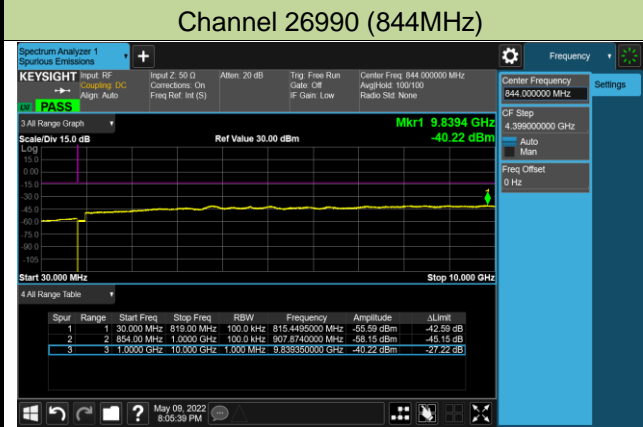 Channel 26990 (844MHz)
Spectrum Analyzer 1
Spurious Emissions
Frequency
KEYSIGHT
Input: RF
Coupling: DC
Align: Auto
Input Z: 50 Ω
Corrections: On
Freq Ref: Int (S)
Atten: 20 dB
Trig: Free Run
Gate: Off
IF Gain: Low
Center Freq: 844.000000 MHz
Avg|Hold: 100/100
Radio Std: None
PASS
Center Frequency
844.000000 MHz
Settings
CF Step
4.399000000 GHz
Auto
Man
Freq Offset
0 Hz
3 All Range Graph
Mkr1 9.8394 GHz
Scale/Div 15.0 dB
Ref Value 30.00 dBm
-40.22 dBm
Log
15.0
0.00
-15.0
-30.0
-45.0
-60.0
-75.0
-90.0
-105
1
Start 30.000 MHz
Stop 10.000 GHz
4 All Range Table
Spur Range Start Freq Stop Freq RBW Frequency Amplitude ΔLimit
1 1 30.000 MHz 819.00 MHz 100.0 kHz 815.4495000 MHz -55.59 dBm -42.59 dB
2 2 854.00 MHz 1.0000 GHz 100.0 kHz 907.8740000 MHz -58.15 dBm -45.15 dB
3 3 1.0000 GHz 10.000 GHz 1.000 MHz 9.839350000 GHz -40.22 dBm -27.22 dB
May 09, 2022
8:05:39 PM